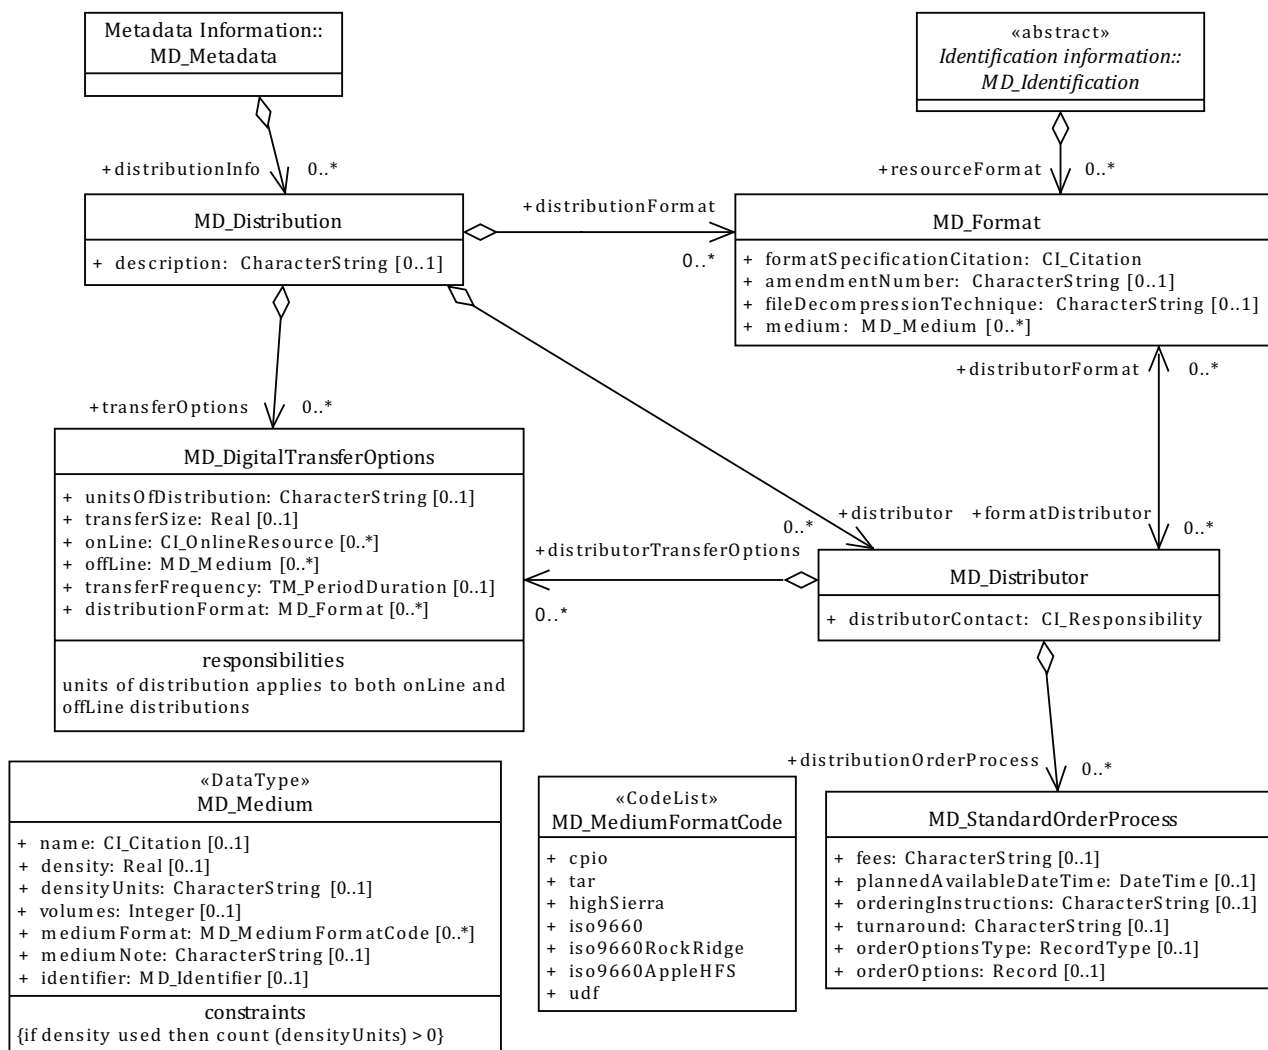 Metadata Information::
MD_Metadata
«abstract»
Identification information::
MD_Identification
+distributionInfo
0..*
+resourceFormat
0..*
MD_Distribution
+ description: CharacterString [0..1]
+distributionFormat
0..*
MD_Format
+ formatSpecificationCitation: CI_Citation
+ amendmentNumber: CharacterString [0..1]
+ fileDecompressionTechnique: CharacterString [0..1]
+ medium: MD_Medium [0..*]
+transferOptions
0..*
+distributorFormat
0..*
MD_DigitalTransferOptions
+ unitsOfDistribution: CharacterString [0..1]
+ transferSize: Real [0..1]
+ onLine: CI_OnlineResource [0..*]
+ offLine: MD_Medium [0..*]
+ transferFrequency: TM_PeriodDuration [0..1]
+ distributionFormat: MD_Format [0..*]
responsibilities
units of distribution applies to both onLine and
offLine distributions
0..*
+distributor
+formatDistributor
0..*
+distributorTransferOptions
0..*
MD_Distributor
+ distributorContact: CI_Responsibility
+distributionOrderProcess
0..*
«DataType»
MD_Medium
+ name: CI_Citation [0..1]
+ density: Real [0..1]
+ densityUnits: CharacterString [0..1]
+ volumes: Integer [0..1]
+ mediumFormat: MD_MediumFormatCode [0..*]
+ mediumNote: CharacterString [0..1]
+ identifier: MD_Identifier [0..1]
constraints
{if density used then count (densityUnits) > 0}
«CodeList»
MD_MediumFormatCode
+ cpio
+ tar
+ highSierra
+ iso9660
+ iso9660RockRidge
+ iso9660AppleHFS
+ udf
MD_StandardOrderProcess
+ fees: CharacterString [0..1]
+ plannedAvailableDateTime: DateTime [0..1]
+ orderingInstructions: CharacterString [0..1]
+ turnaround: CharacterString [0..1]
+ orderOptionsType: RecordType [0..1]
+ orderOptions: Record [0..1]